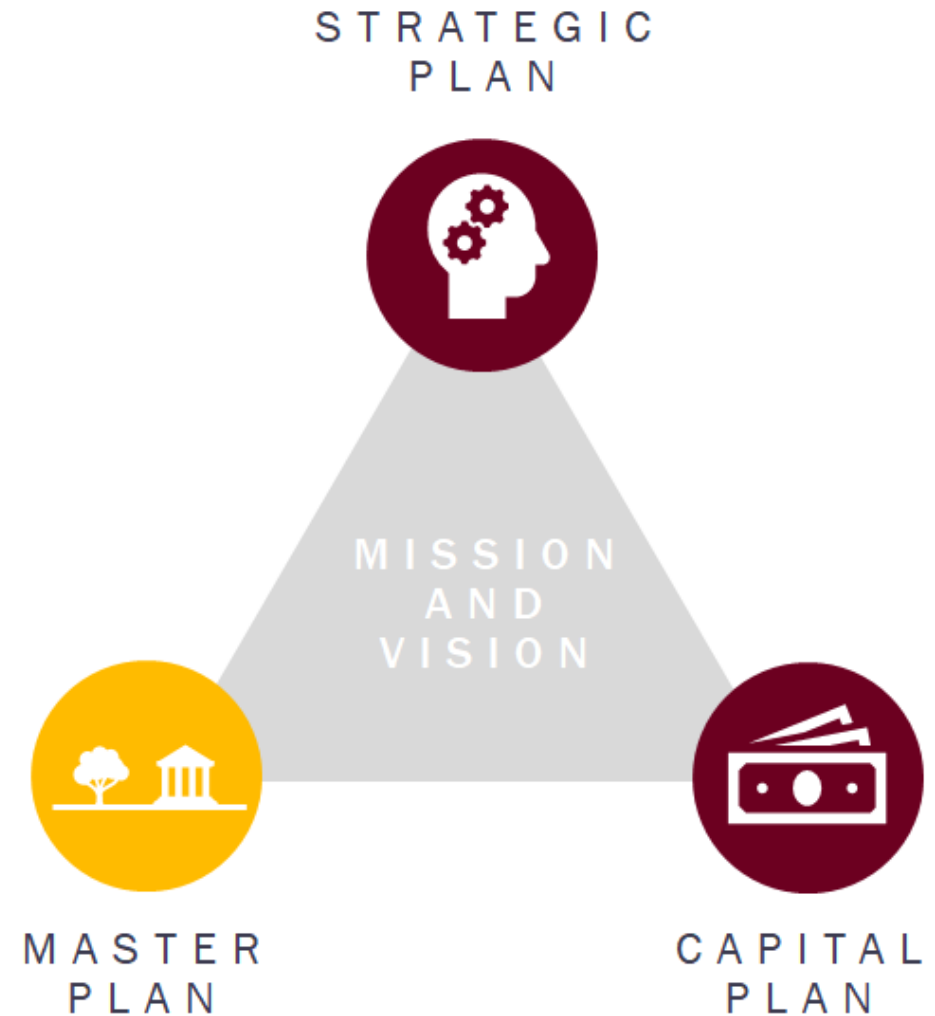 STRATEGIC
PLAN
MISSION
AND
VISION
MASTER
PLAN
CAPITAL
PLAN